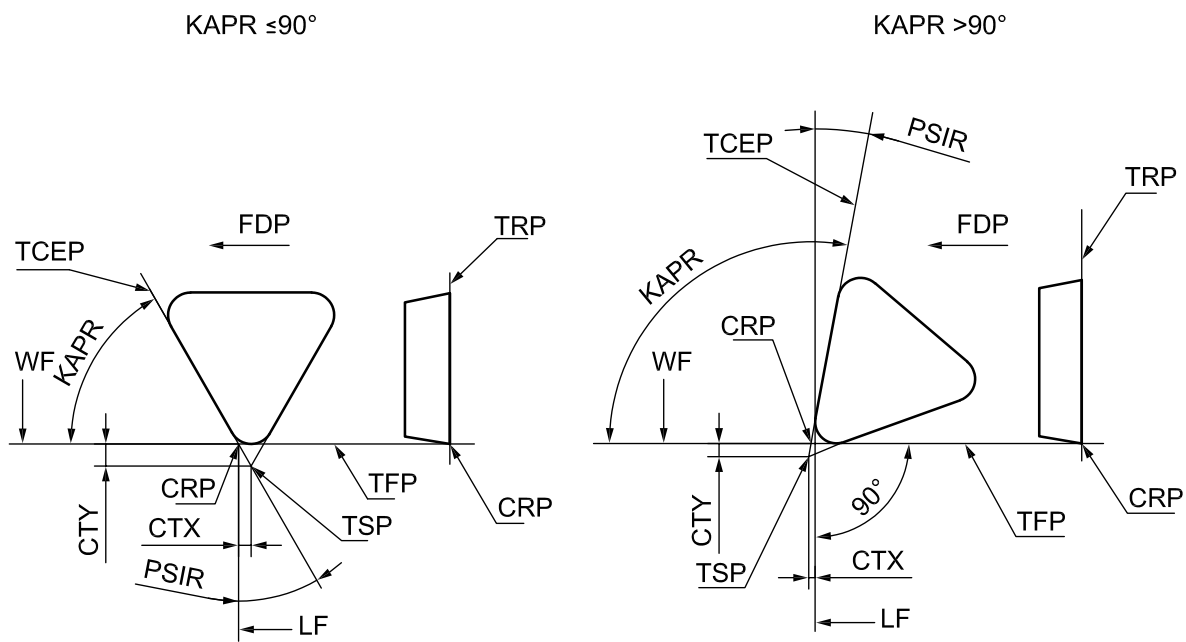 KAPR ≤90°
KAPR >90°
TCEP
FDP
TRP
KAPR
WF
CRP
TFP
CRP
CTY
CTX
TSP
PSIR
LF
PSIR
TCEP
TRP
FDP
KAPR
CRP
WF
90°
CRP
TFP
CTY
TSP
CTX
LF